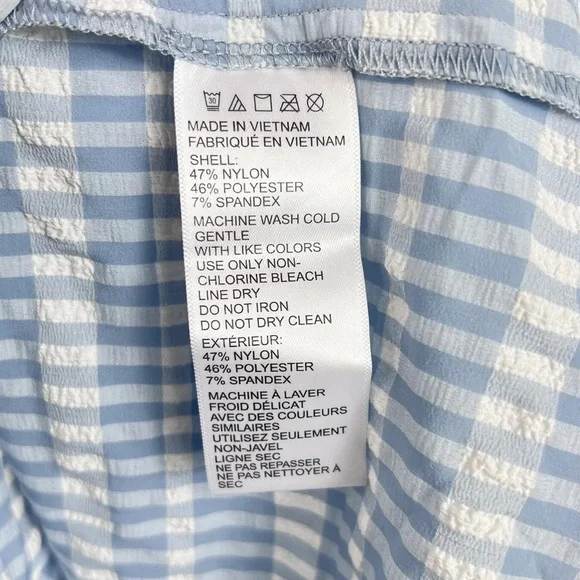 30
MADE IN VIETNAM
FABRIQUÉ EN VIETNAM
SHELL:
47% NYLON
46% POLYESTER
7% SPANDEX
MACHINE WASH COLD
GENTLE
WITH LIKE COLORS
USE ONLY NON-
CHLORINE BLEACH
LINE DRY
DO NOT IRON
DO NOT DRY CLEAN
EXTÉRIEUR:
47% NYLON
46% POLYESTER
7% SPANDEX
MACHINE À LAVER
FROID DÉLICAT
AVEC DES COULEURS
SIMILAIRES
UTILISEZ SEULEMENT
NON-JAVEL
LIGNE SEC
NE PAS REPASSER
NE PAS NETTOYER À
SEC